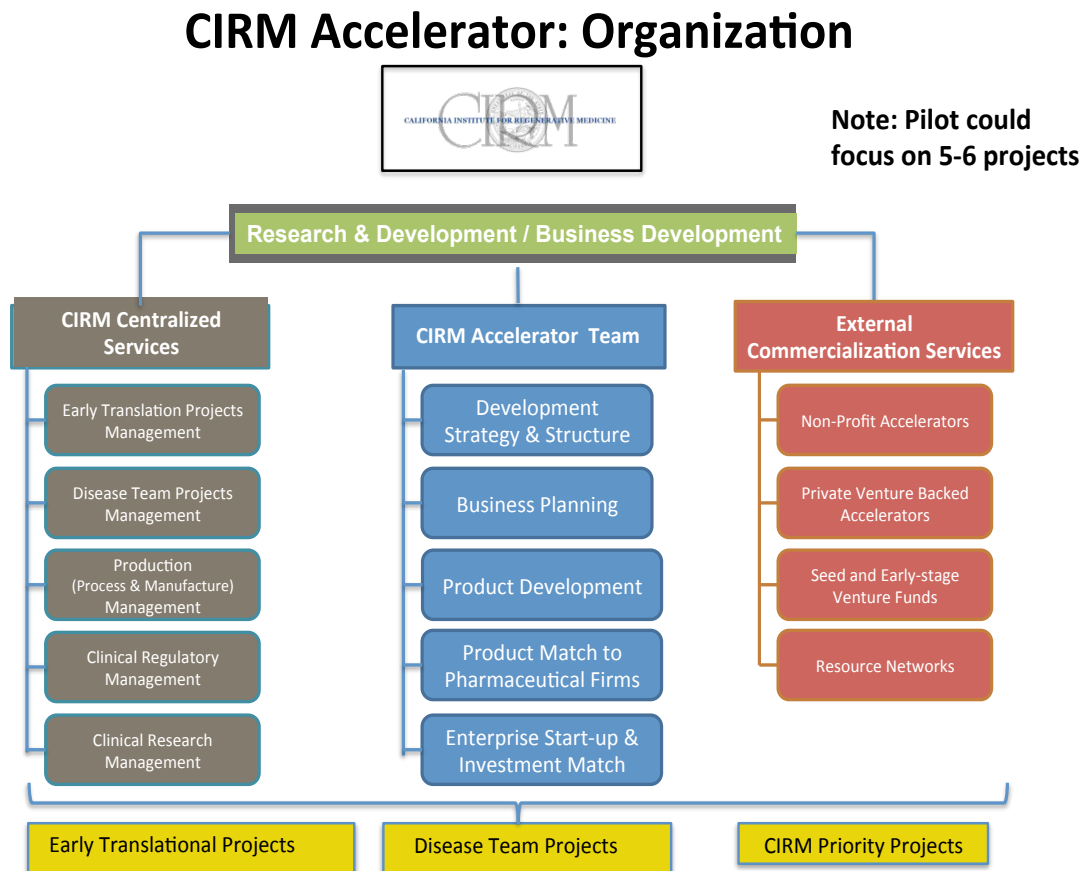 CIRM Accelerator: Organization
CIRM
CALIFORNIA INSTITUTE FOR REGENERATIVE MEDICINE
Note: Pilot could
focus on 5-6 projects
Research & Development / Business Development
CIRM Centralized
Services
Early Translation Projects
Management
Disease Team Projects
Management
Production
(Process & Manufacture)
Management
Clinical Regulatory
Management
Clinical Research
Management
CIRM Accelerator Team
Development
Strategy & Structure
Business Planning
Product Development
Product Match to
Pharmaceutical Firms
Enterprise Start-up &
Investment Match
External
Commercialization Services
Non-Profit Accelerators
Private Venture Backed
Accelerators
Seed and Early-stage
Venture Funds
Resource Networks
Early Translational Projects
Disease Team Projects
CIRM Priority Projects